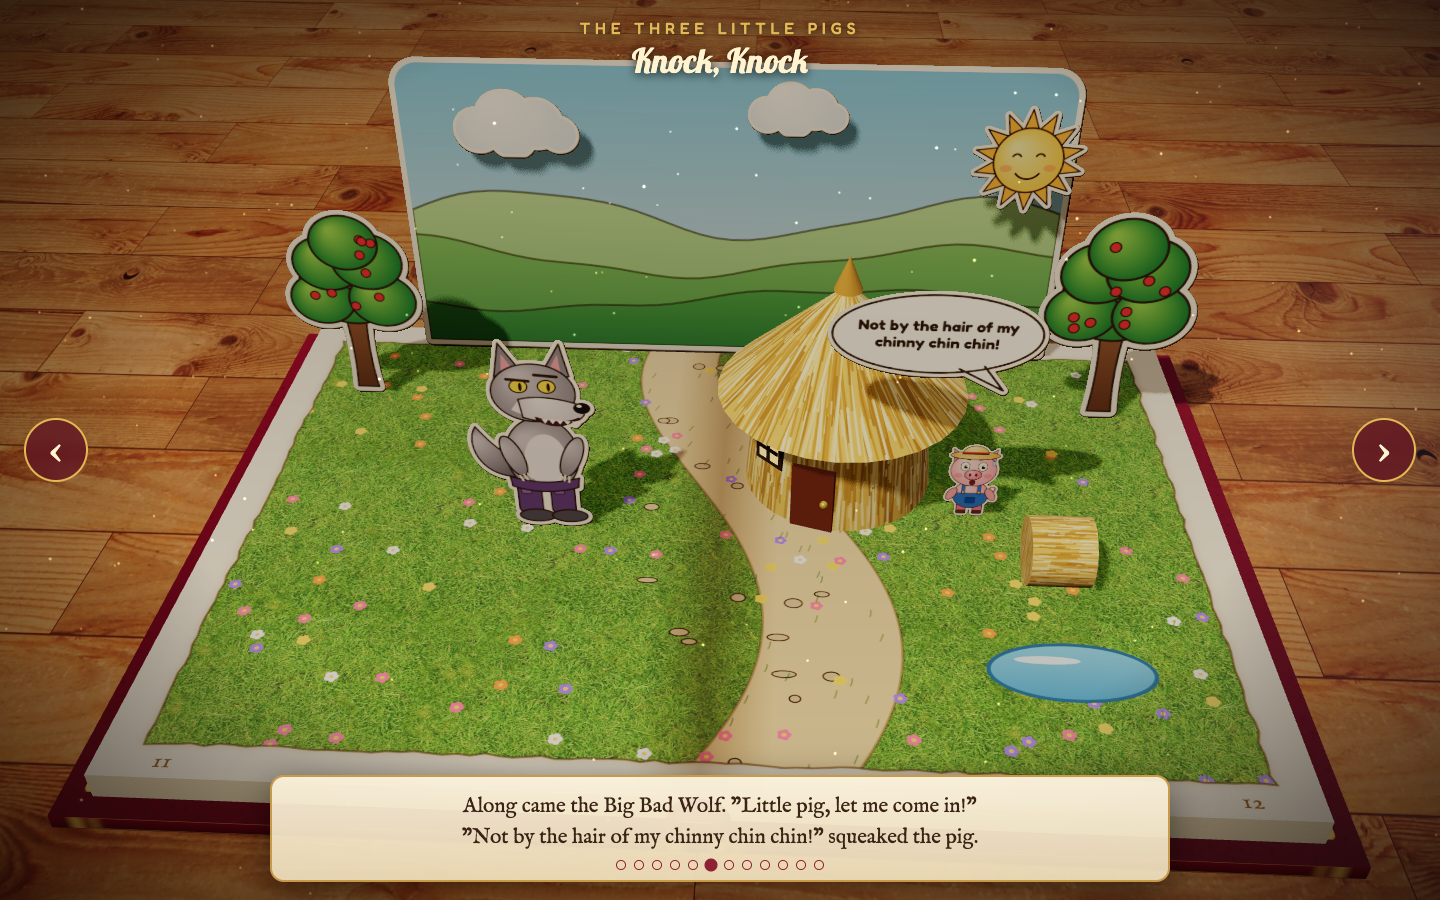 THE THREE LITTLE PIGS
Knock, Knock
Not by the hair of my
chinny chin chin!
11
12
Along came the Big Bad Wolf. "Little pig, let me come in!"
"Not by the hair of my chinny chin chin!" squeaked the pig.